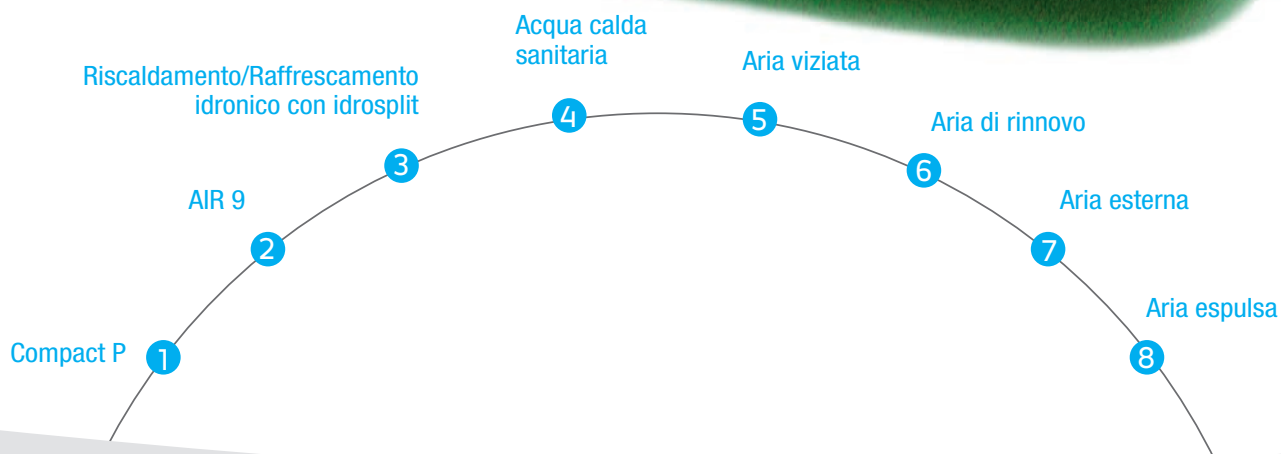 1
Compact P
2
AIR 9
3
Riscaldamento/Raffrescamento
idronico con idrosplit
4
Acqua calda
sanitaria
5
Aria viziata
6
Aria di rinnovo
7
Aria esterna
8
Aria espulsa